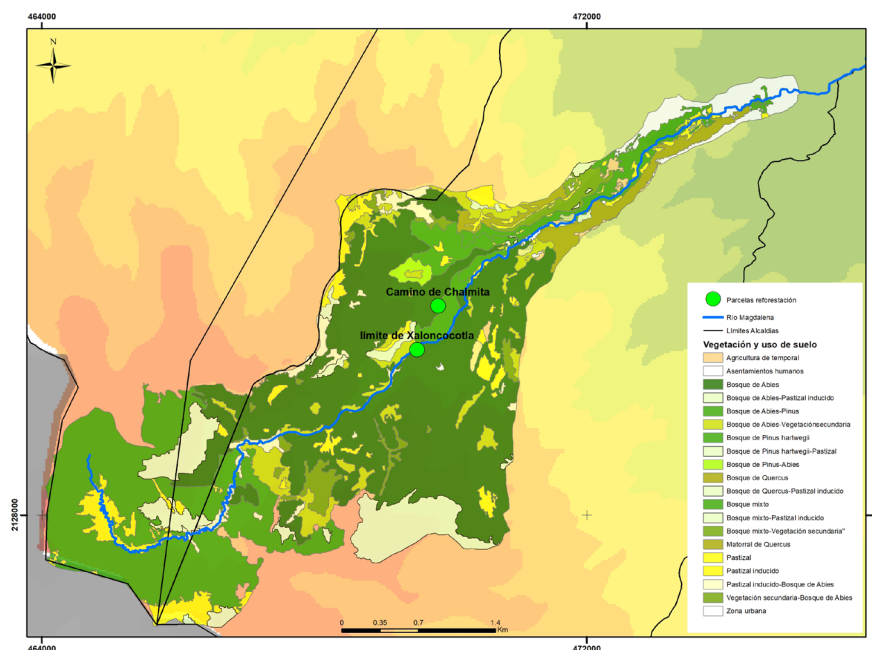 464000
472000
N
Camino de Chalmita
límite de Xaloncocotla
Parcelas reforestación
Río Magdalena
Límites Alcaldías
Vegetación y uso de suelo
Agricultura de temporal
Asentamientos humanos
Bosque de Abies
Bosque de Abies-Pastizal inducido
Bosque de Abies-Pinus
Bosque de Abies-Vegetaciónsecundaria
Bosque de Pinus hartwegii
Bosque de Pinus hartwegii-Pastizal
Bosque de Pinus-Abies
Bosque de Quercus
Bosque de Quercus-Pastizal inducido
Bosque mixto
Bosque mixto-Pastizal inducido
Bosque mixto-Vegetación secundaria"
Matorral de Quercus
Pastizal
Pastizal inducido
Pastizal inducido-Bosque de Abies
Vegetación secundaria-Bosque de Abies
Zona urbana
2128000
0 0.35 0.7 1.4
Km
464000
472000